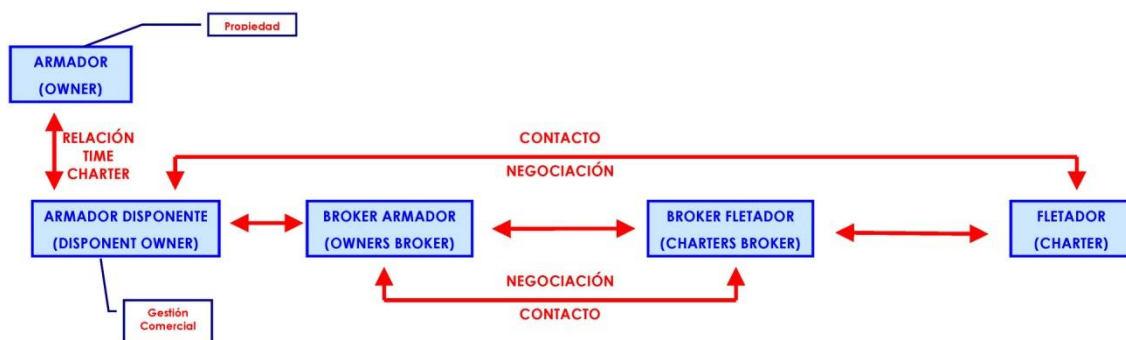 Propiedad
ARMADOR
(OWNER)
RELACIÓN
TIME
CHARTER
CONTACTO
NEGOCIACIÓN
ARMADOR DISPONENTE
(DISPONENT OWNER)
BROKER ARMADOR
(OWNERS BROKER)
BROKER FLETADOR
(CHARTERS BROKER)
FLETADOR
(CHARTER)
NEGOCIACIÓN
CONTACTO
Gestión
Comercial